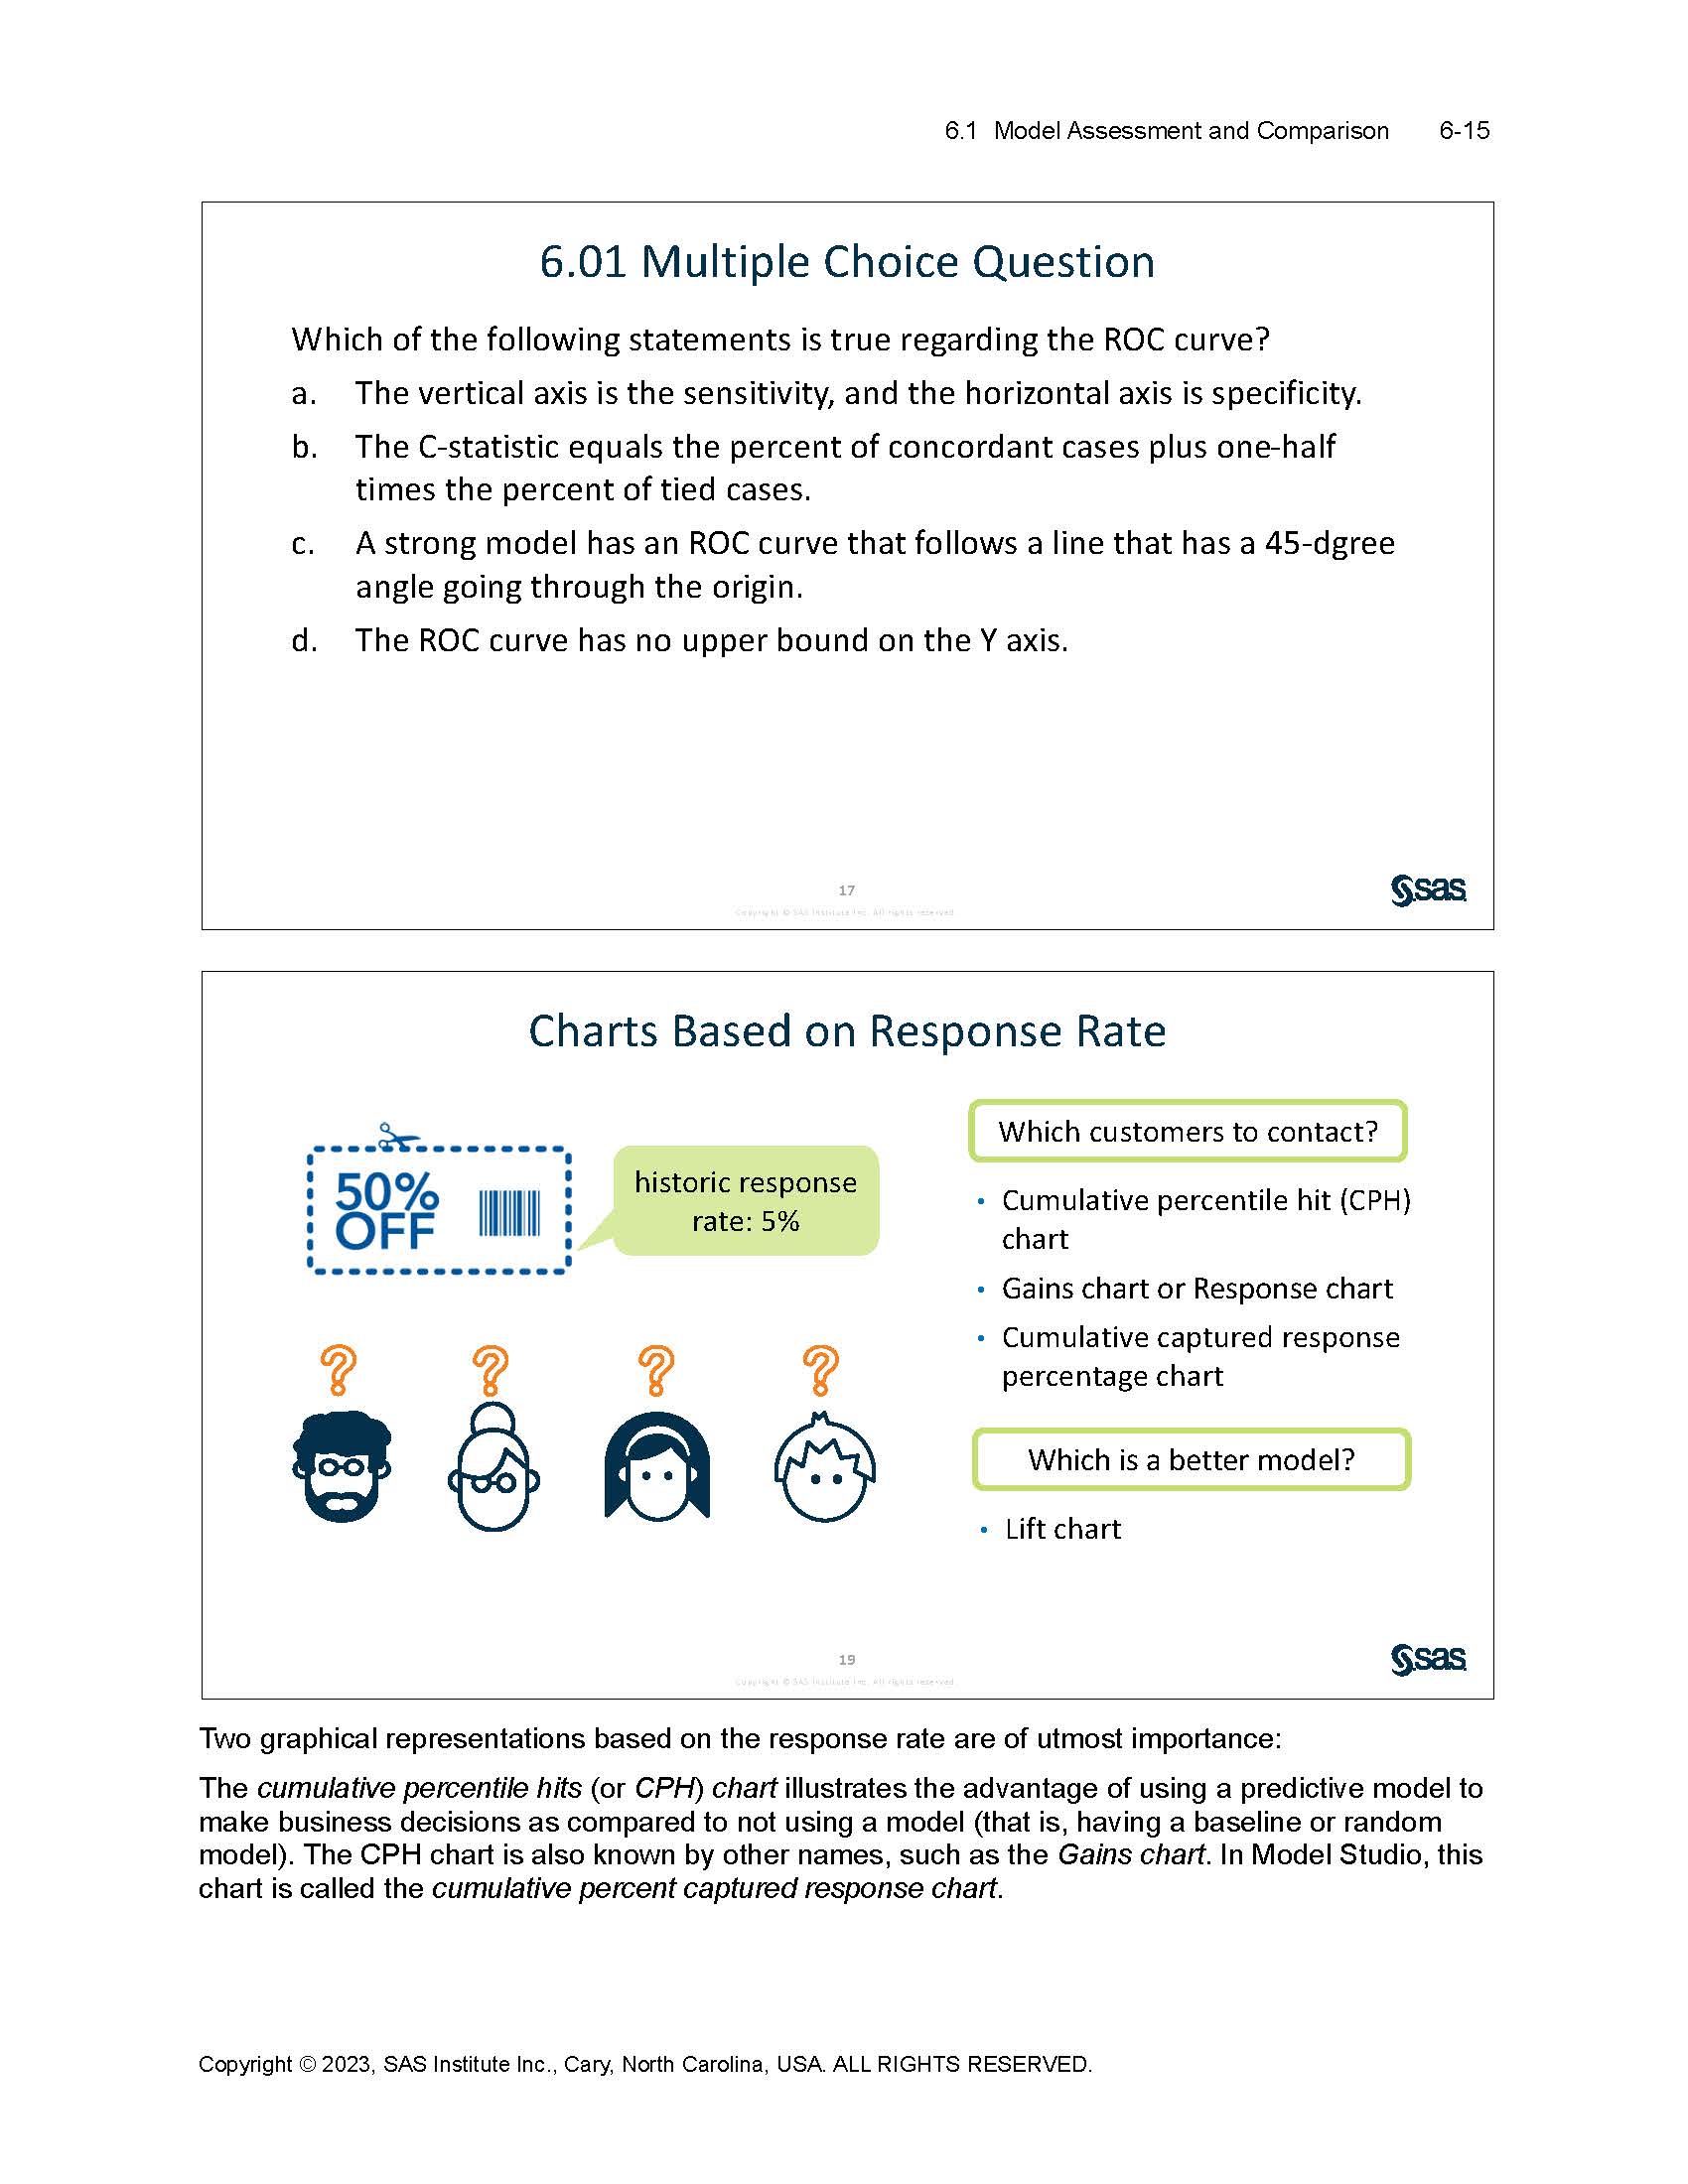 6.1 Model Assessment and Comparison 6-15
6.01 Multiple Choice Question
Which of the following statements is true regarding the ROC curve?
a. The vertical axis is the sensitivity, and the horizontal axis is specificity.
b. The C-statistic equals the percent of concordant cases plus one-half
times the percent of tied cases.
c. A strong model has an ROC curve that follows a line that has a 45-dgree
angle going through the origin.
d. The ROC curve has no upper bound on the Y axis.
17
Copyright © SAS Institute Inc. All rights reserved
sas
Charts Based on Response Rate
50%
OFF
historic response
rate: 5%
Which customers to contact?
• Cumulative percentile hit (CPH)
chart
• Gains chart or Response chart
• Cumulative captured response
percentage chart
Which is a better model?
• Lift chart
? ? ? ?
19
Copyright © SAS Institute Inc. All rights reserved
sas
Two graphical representations based on the response rate are of utmost importance:
The cumulative percentile hits (or CPH) chart illustrates the advantage of using a predictive model to
make business decisions as compared to not using a model (that is, having a baseline or random
model). The CPH chart is also known by other names, such as the Gains chart. In Model Studio, this
chart is called the cumulative percent captured response chart.
Copyright © 2023, SAS Institute Inc., Cary, North Carolina, USA. ALL RIGHTS RESERVED.